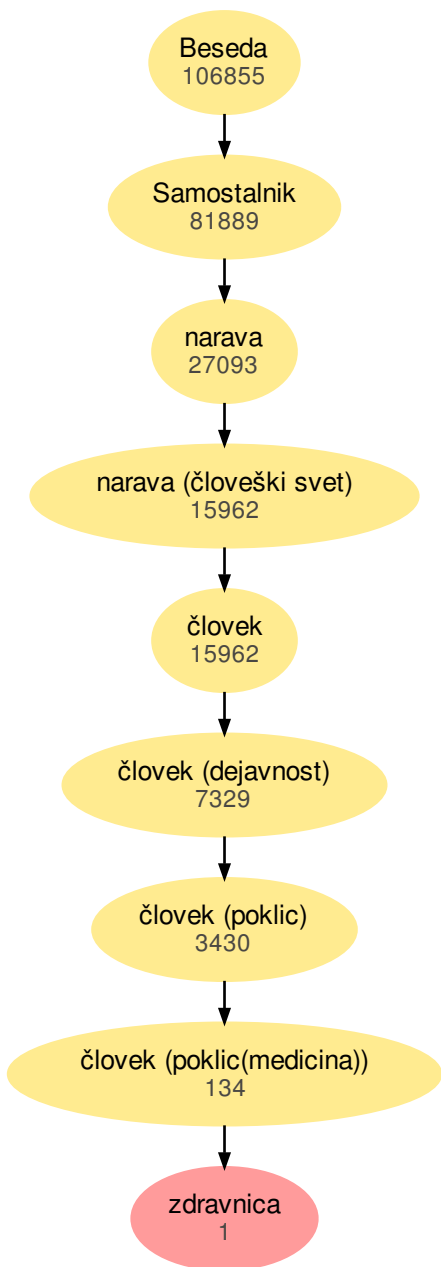 Beseda
106855
Samostalnik
81889
narava
27093
narava (človeški svet)
15962
človek
15962
človek (dejavnost)
7329
človek (poklic)
3430
človek (poklic(medicina))
134
zdravnica
1